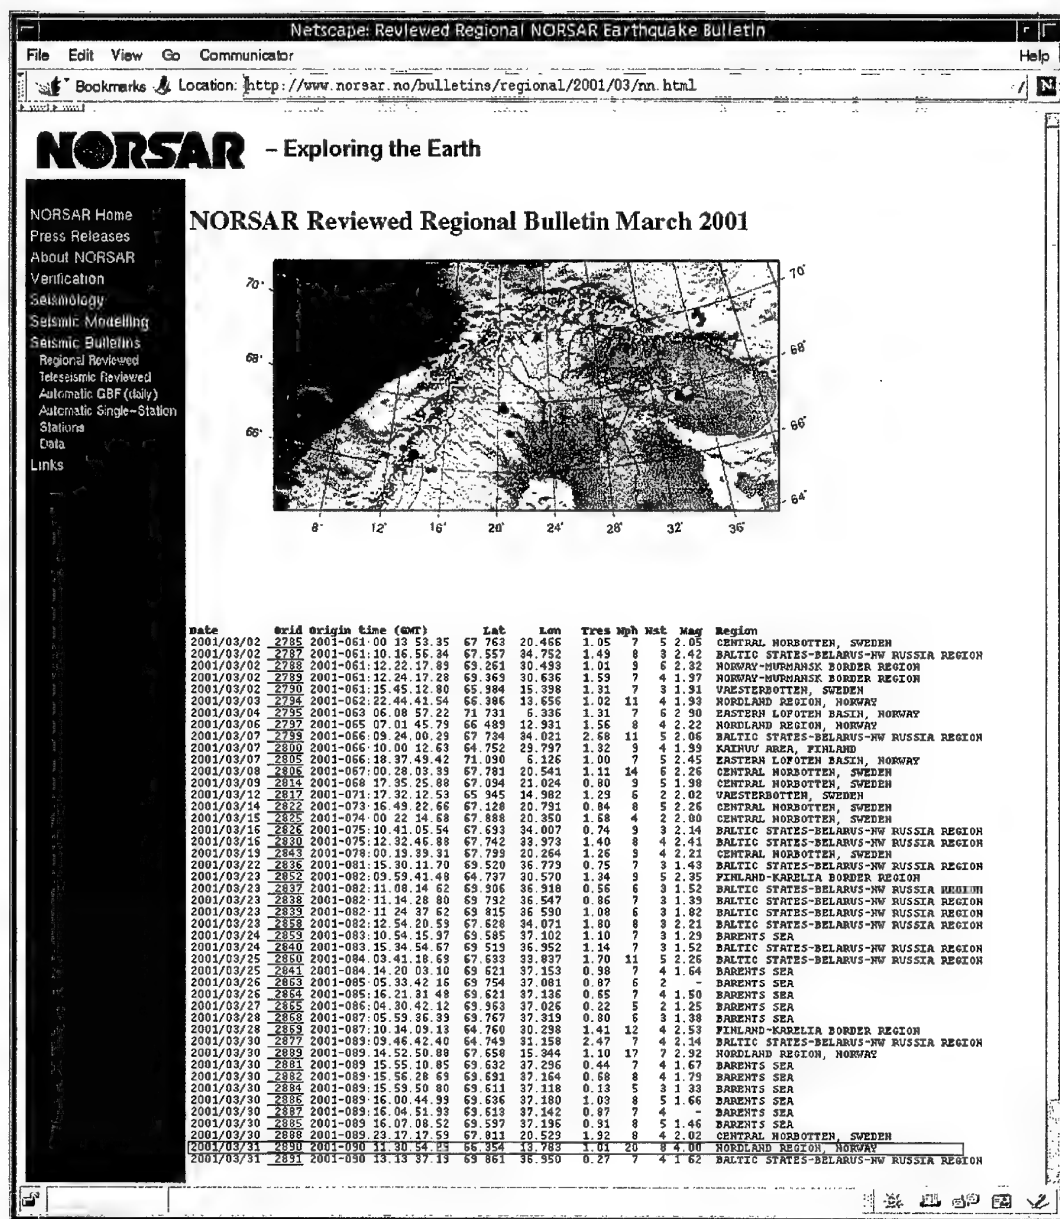 Netscape: Reviewed Regional NORSAR Earthquake Bulletin
File Edit View Go Communicator Help
Bookmarks Location: http://www.norsar.no/bulletins/regional/2001/03/nn.html
NORSAR – Exploring the Earth
NORSAR Home
Press Releases
About NORSAR
Verification
Seismology
Seismic Modelling
Seismic Bulletins
Regional Reviewed
Teleseismic Reviewed
Automatic GBF (daily)
Automatic Single-Station
Stations
Data
Links
NORSAR Reviewed Regional Bulletin March 2001
70° 70°
68° 68°
66° 66°
64°
8° 12° 16° 20° 24° 28° 32° 36°
Date Orid Origin time (GMT) Lat Lon Tres Nph Nst Mag Region
2001/03/02 2785 2001-061:00 13 53.35 67 763 20.466 1.05 7 5 2.05 CENTRAL NORBOTTEN, SWEDEN
2001/03/02 2787 2001-061:10.16.56.34 67.557 34.752 1.49 8 3 2.42 BALTIC STATES-BELARUS-NW RUSSIA REGION
2001/03/02 2788 2001-061:12.22.17.89 69.261 30.493 1.01 9 6 2.32 NORWAY-MURMANSK BORDER REGION
2001/03/02 2789 2001-061:12.24.17.28 69.369 30.636 1.59 7 4 1.97 NORWAY-MURMANSK BORDER REGION
2001/03/02 2790 2001-061:15.45.12.80 65.984 15.398 1.31 7 3 1.91 VAESTERBOTTEN, SWEDEN
2001/03/03 2794 2001-062:22.44.41.54 66.386 13.656 1.02 11 4 1.93 NORDLAND REGION, NORWAY
2001/03/04 2795 2001-063 06.08 57.22 71 731 6.336 1.31 7 6 2 90 EASTERN LOFOTEN BASIN, NORWAY
2001/03/06 2797 2001-065 07.01 45.79 66 489 12.931 1.56 8 4 2.22 NORDLAND REGION, NORWAY
2001/03/07 2799 2001-066:09.24.00.29 67 734 34.021 2.68 11 5 2.06 BALTIC STATES-BELARUS-NW RUSSIA REGION
2001/03/07 2800 2001-066.10.00 12.63 64.752 29.797 1.32 9 4 1.99 KAINUU AREA, FINLAND
2001/03/07 2805 2001-066:18.37.49.42 71.090 6.126 1.00 7 5 2.45 EASTERN LOFOTEN BASIN, NORWAY
2001/03/08 2806 2001-067:00.28.03.39 67.781 20.541 1.11 14 6 2.26 CENTRAL NORBOTTEN, SWEDEN
2001/03/09 2814 2001-068 17.35.25.88 67.094 21.024 0.80 9 5 1.98 CENTRAL NORBOTTEN, SWEDEN
2001/03/12 2817 2001-071:17.32.12.53 65 945 14.982 1.29 6 2 2.02 VAESTERBOTTEN, SWEDEN
2001/03/14 2822 2001-073·16.49.22.66 67.128 20.791 0.84 8 5 2.26 CENTRAL NORBOTTEN, SWEDEN
2001/03/15 2825 2001-074·00 22 14.68 67.888 20.350 1.68 4 2 2.00 CENTRAL NORBOTTEN, SWEDEN
2001/03/16 2826 2001-075:10.41.05.54 67.693 34.007 0.74 9 3 2.14 BALTIC STATES-BELARUS-NW RUSSIA REGION
2001/03/16 2830 2001-075:12.32.46.88 67.742 33.973 1.40 8 4 2.41 BALTIC STATES-BELARUS-NW RUSSIA REGION
2001/03/19 2843 2001-078:00.19.39.31 67.799 20.264 1.26 9 4 2.21 CENTRAL NORBOTTEN, SWEDEN
2001/03/22 2836 2001-081:15.30.11.70 69.520 36.779 0.75 7 3 1.43 BALTIC STATES-BELARUS-NW RUSSIA REGION
2001/03/23 2852 2001-082:09.59.41.48 64.737 30.570 1.34 9 5 2.35 FINLAND-KARELIA BORDER REGION
2001/03/23 2837 2001-082:11.08.14 62 69.906 36.918 0.56 6 3 1.52 BALTIC STATES-BELARUS-NW RUSSIA REGION
2001/03/23 2838 2001-082:11.14.28 80 69 792 36.547 0.86 7 3 1.39 BALTIC STATES-BELARUS-NW RUSSIA REGION
2001/03/23 2839 2001-082·11 24 37 62 69 815 36 590 1.08 6 3 1.82 BALTIC STATES-BELARUS-NW RUSSIA REGION
2001/03/23 2858 2001-082:12.54.20.59 67.628 34.071 1.80 8 3 2.21 BALTIC STATES-BELARUS-NW RUSSIA REGION
2001/03/24 2859 2001-083:10.54.15.97 69.585 37.102 1.10 7 3 1.29 BARENTS SEA
2001/03/24 2840 2001-083.15.34.54.67 69 519 36.952 1.14 7 3 1.52 BALTIC STATES-BELARUS-NW RUSSIA REGION
2001/03/25 2860 2001-084.03.41.18.69 67.633 33.837 1.70 11 5 2.26 BALTIC STATES-BELARUS-NW RUSSIA REGION
2001/03/25 2841 2001-084.14.20 03.10 69 621 37.153 0.98 7 4 1.64 BARENTS SEA
2001/03/26 2863 2001-085·05.33.42 16 69 754 37.081 0.87 6 2 - BARENTS SEA
2001/03/26 2864 2001-085:16.21.31 48 69.621 37.136 0.65 7 4 1.50 BARENTS SEA
2001/03/27 2865 2001-086:04.30.42.12 69.963 37.026 0.22 5 2 1.25 BARENTS SEA
2001/03/28 2868 2001-087:05.59.36.39 69.767 37.319 0.80 6 3 1.38 BARENTS SEA
2001/03/28 2869 2001-087:10.14.09.13 64.760 30.298 1.41 12 4 2.53 FINLAND-KARELIA BORDER REGION
2001/03/30 2877 2001-089:09.46.42.40 64.749 31.158 2.47 7 4 2.14 BALTIC STATES-BELARUS-NW RUSSIA REGION
2001/03/30 2889 2001-089.14.52.50.88 67.658 15.344 1.10 17 7 2.92 NORDLAND REGION, NORWAY
2001/03/30 2881 2001-089 15.55.10.85 69.632 37.296 0.44 7 4 1.67 BARENTS SEA
2001/03/30 2882 2001-089 15.56.28 69 69.691 37.164 0.68 8 4 1.79 BARENTS SEA
2001/03/30 2884 2001-089.15.59.50 80 69.611 37.118 0.13 5 3 1 33 BARENTS SEA
2001/03/30 2886 2001-089·16.00.44.99 69.636 37.180 1.03 8 5 1.66 BARENTS SEA
2001/03/30 2887 2001-089·16.04.51.93 69.613 37.142 0.87 7 4 - BARENTS SEA
2001/03/30 2885 2001-089 16.07.08.52 69.597 37.196 0.91 8 5 1.46 BARENTS SEA
2001/03/30 2888 2001-089.23.17.17.59 67.811 20.529 1.92 8 4 2.02 CENTRAL NORBOTTEN, SWEDEN
2001/03/31 2890 2001-090 11.30.54.23 66.354 13.783 1.01 20 8 4.00 NORDLAND REGION, NORWAY
2001/03/31 2891 2001-090 13.13 37.19 69 861 36.950 0.27 7 4 1 62 BALTIC STATES-BELARUS-NW RUSSIA REGION